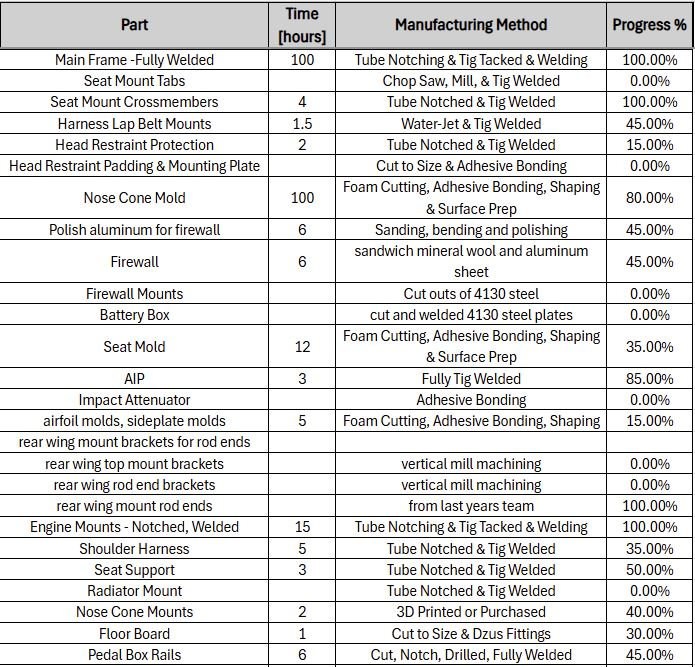 Part Time [hours] Manufacturing Method Progress %
Main Frame -Fully Welded 100 Tube Notching & Tig Tacked & Welding 100.00%
Seat Mount Tabs Chop Saw, Mill, & Tig Welded 0.00%
Seat Mount Crossmembers 4 Tube Notched & Tig Welded 100.00%
Harness Lap Belt Mounts 1.5 Water-Jet & Tig Welded 45.00%
Head Restraint Protection 2 Tube Notched & Tig Welded 15.00%
Head Restraint Padding & Mounting Plate Cut to Size & Adhesive Bonding 0.00%
Nose Cone Mold 100 Foam Cutting, Adhesive Bonding, Shaping & Surface Prep 80.00%
Polish aluminum for firewall 6 Sanding, bending and polishing 45.00%
Firewall 6 sandwich mineral wool and aluminum sheet 45.00%
Firewall Mounts Cut outs of 4130 steel 0.00%
Battery Box cut and welded 4130 steel plates 0.00%
Seat Mold 12 Foam Cutting, Adhesive Bonding, Shaping & Surface Prep 35.00%
AIP 3 Fully Tig Welded 85.00%
Impact Attenuator Adhesive Bonding 0.00%
airfoil molds, sideplate molds 5 Foam Cutting, Adhesive Bonding, Shaping 15.00%
rear wing mount brackets for rod ends
rear wing top mount brackets vertical mill machining 0.00%
rear wing rod end brackets vertical mill machining 0.00%
rear wing mount rod ends from last years team 100.00%
Engine Mounts - Notched, Welded 15 Tube Notching & Tig Tacked & Welding 100.00%
Shoulder Harness 5 Tube Notched & Tig Welded 35.00%
Seat Support 3 Tube Notched & Tig Welded 50.00%
Radiator Mount Tube Notched & Tig Welded 0.00%
Nose Cone Mounts 2 3D Printed or Purchased 40.00%
Floor Board 1 Cut to Size & Dzus Fittings 30.00%
Pedal Box Rails 6 Cut, Notch, Drilled, Fully Welded 45.00%